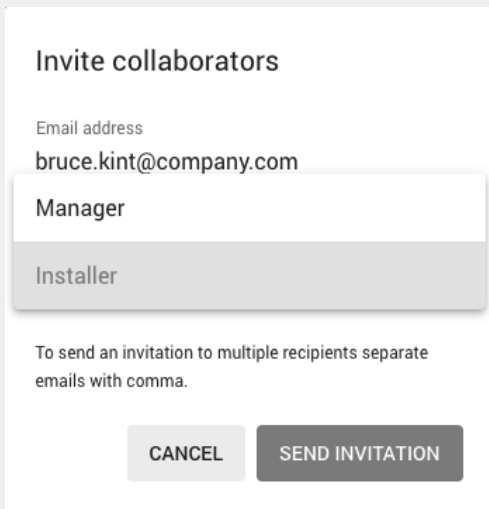 Invite collaborators
Email address
bruce.kint@company.com
Manager
Installer
To send an invitation to multiple recipients separate
emails with comma.
CANCEL SEND INVITATION